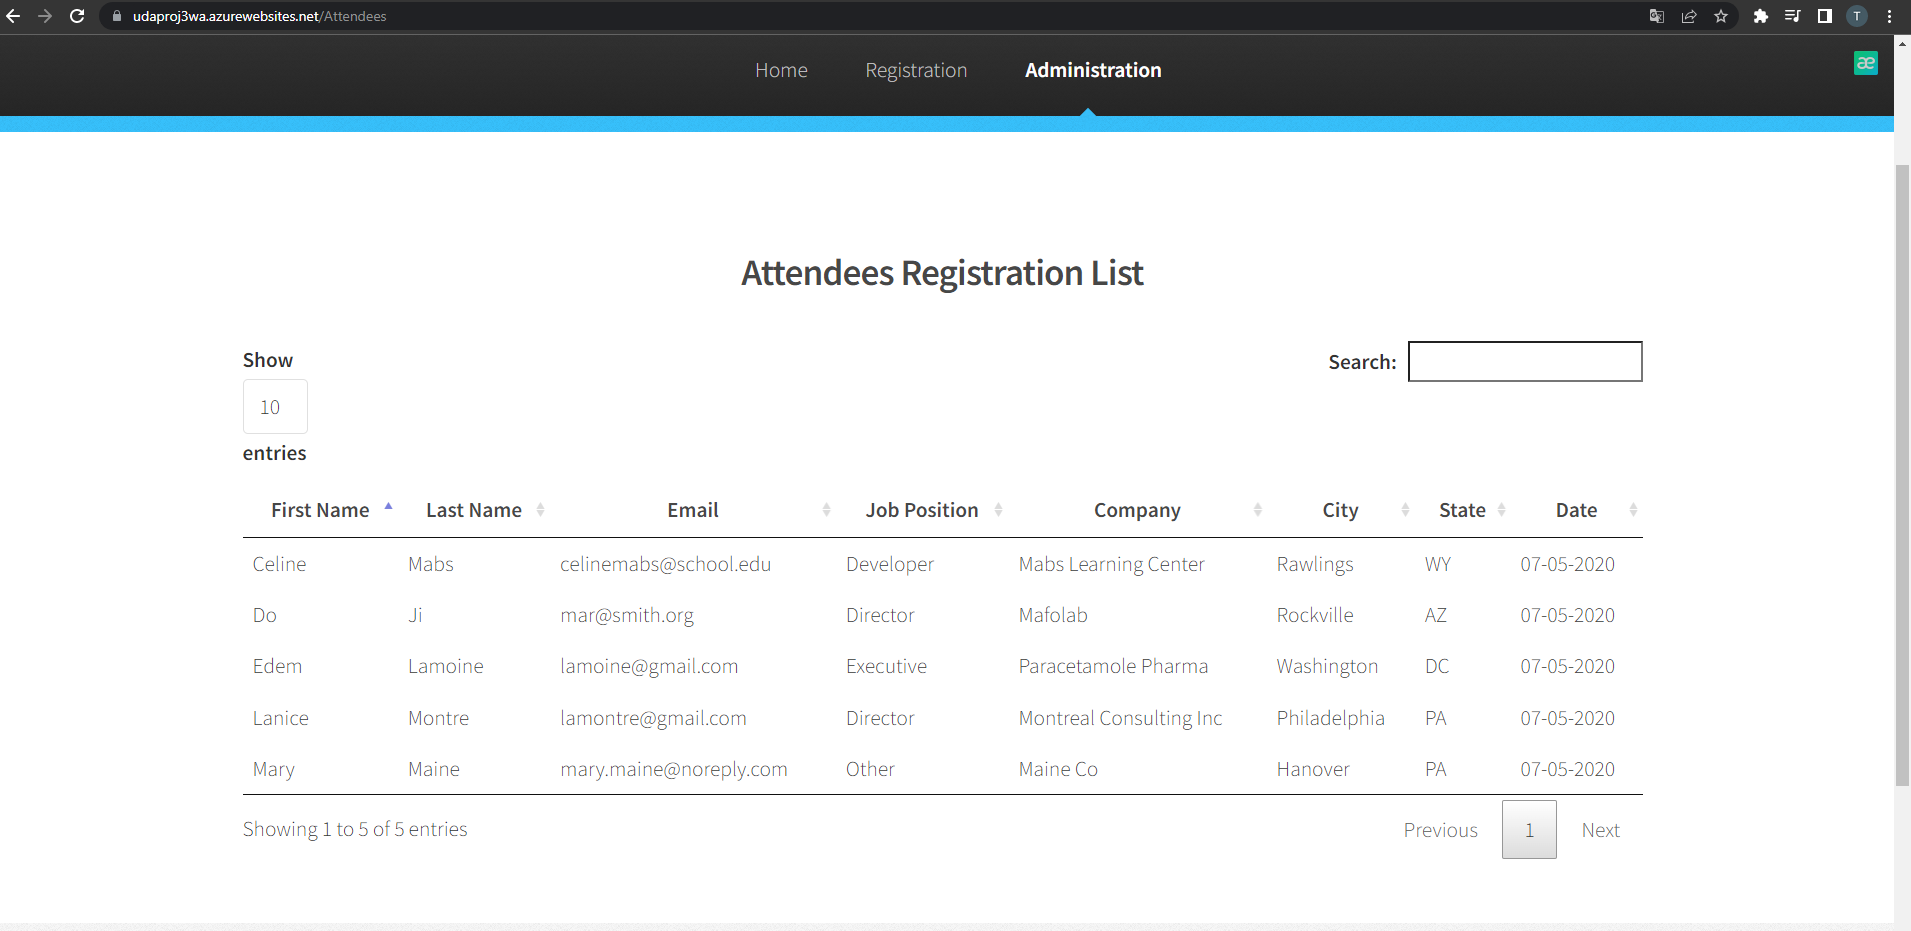 udaproj3wa.azurewebsites.net/Attendees
T
Home Registration Administration
æ
Attendees Registration List
Show
Search:
10
entries
First Name Last Name Email Job Position Company City State Date
Celine Mabs celinemabs@school.edu Developer Mabs Learning Center Rawlings WY 07-05-2020
Do Ji mar@smith.org Director Mafolab Rockville AZ 07-05-2020
Edem Lamoine lamoine@gmail.com Executive Paracetamole Pharma Washington DC 07-05-2020
Lanice Montre lamontre@gmail.com Director Montreal Consulting Inc Philadelphia PA 07-05-2020
Mary Maine mary.maine@noreply.com Other Maine Co Hanover PA 07-05-2020
Showing 1 to 5 of 5 entries
Previous 1 Next